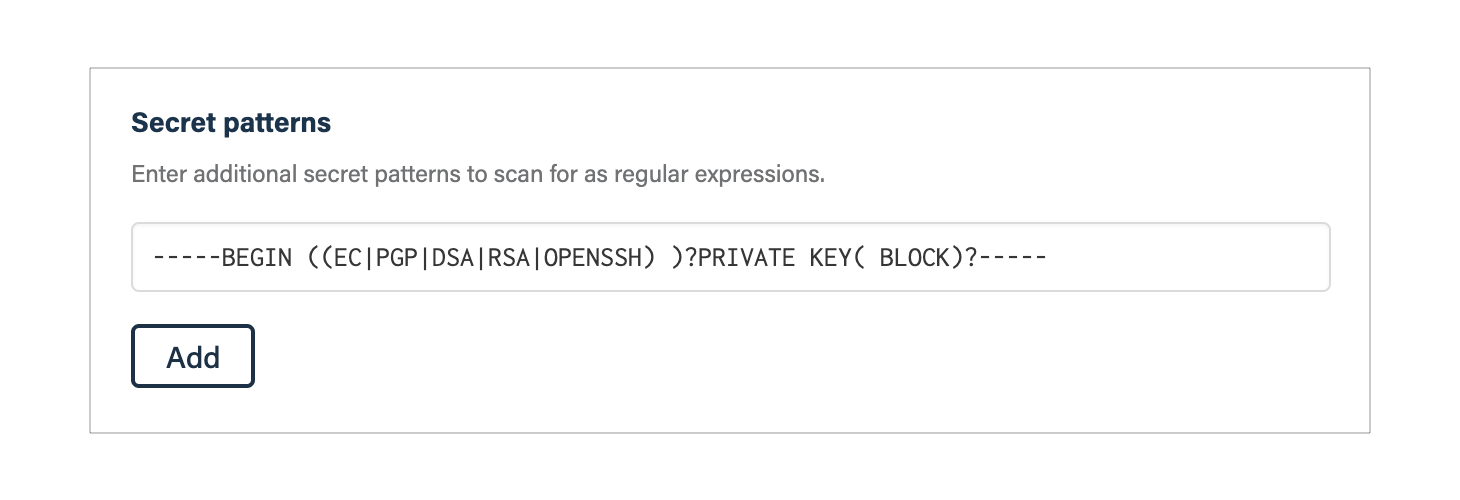 Secret patterns
Enter additional secret patterns to scan for as regular expressions.
-----BEGIN ((EC|PGP|DSA|RSA|OPENSSH) )?PRIVATE KEY( BLOCK)?-----
Add